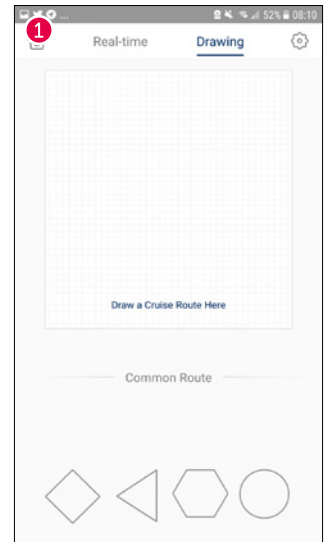 52% 08:10
1
Real-time Drawing
Draw a Cruise Route Here
Common Route